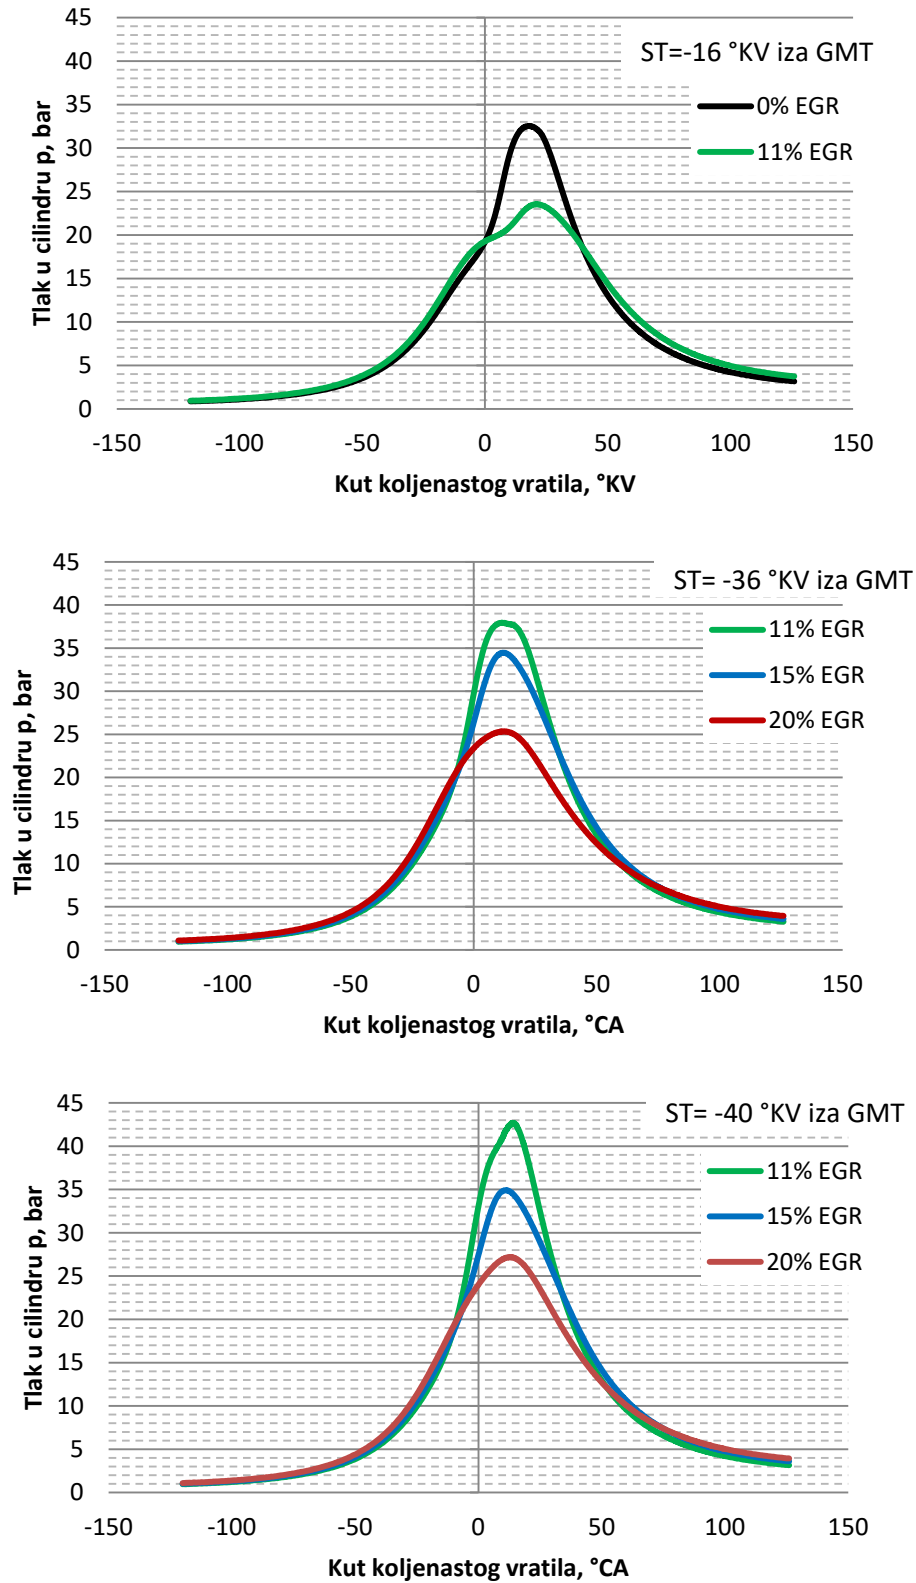 45
40
35
30
25
20
15
10
5
0
Tlak u cilindru p, bar
ST=-16 °KV iza GMT
0% EGR
11% EGR
-150 -100 -50 0 50 100 150
Kut koljenastog vratila, °KV
45
40
35
30
25
20
15
10
5
0
Tlak u cilindru p, bar
ST= -36 °KV iza GMT
11% EGR
15% EGR
20% EGR
-150 -100 -50 0 50 100 150
Kut koljenastog vratila, °CA
45
40
35
30
25
20
15
10
5
0
Tlak u cilindru p, bar
ST= -40 °KV iza GMT
11% EGR
15% EGR
20% EGR
-150 -100 -50 0 50 100 150
Kut koljenastog vratila, °CA